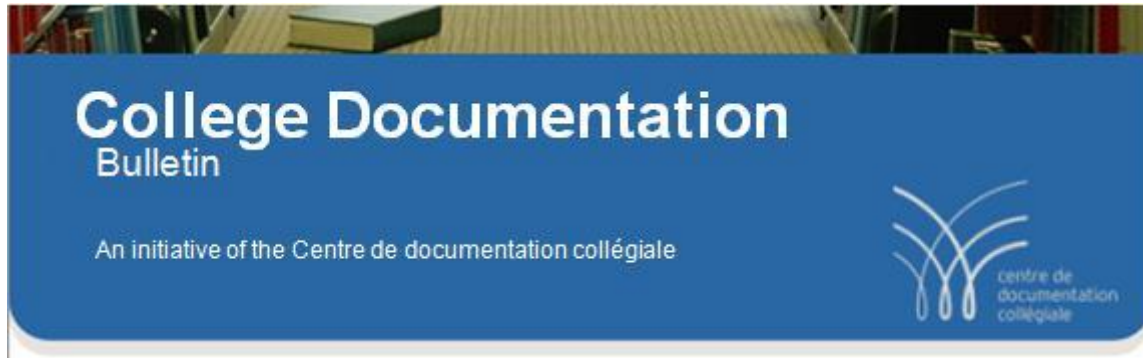 College Documentation
Bulletin
An initiative of the Centre de documentation collégiale
centre de
documentation
collégiale